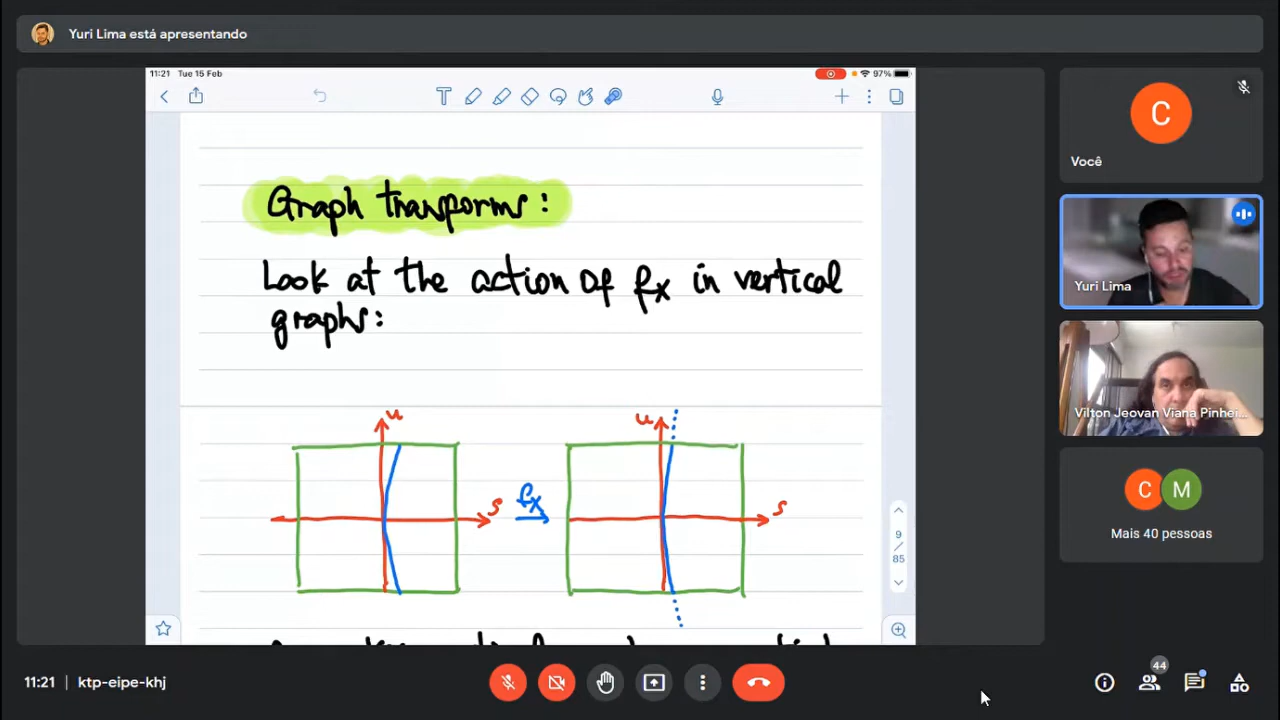 Yuri Lima está apresentando
11:21 Tue 15 Feb
97%
Graph transforms:
Look at the action of fx in vertical
graphs:
u
s
fx
u
s
9
/
85
C
Você
Yuri Lima
Vilton Jeovan Viana Pinhei...
C M
Mais 40 pessoas
11:21 | ktp-eipe-khj
44